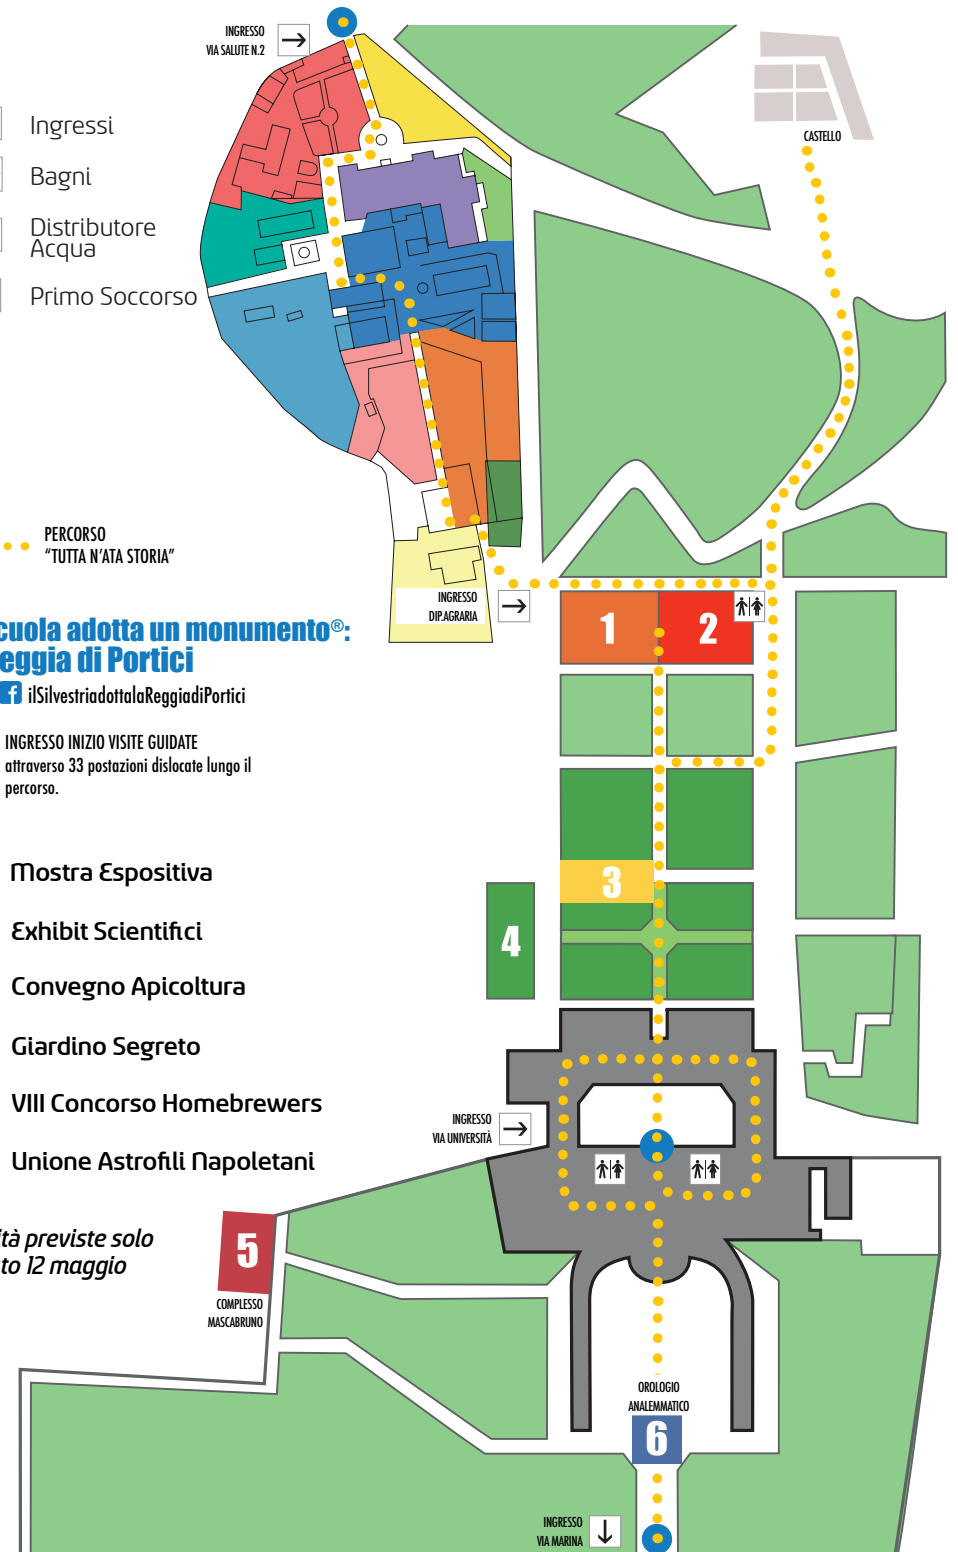 INGRESSO
VIA SALUTE N.2
CASTELLO
Ingressi
Bagni
Distributore
Acqua
Primo Soccorso
PERCORSO
“TUTTA N’ATA STORIA”
INGRESSO
DIP.AGRARIA
1
2
cuola adotta un monumento®:
eggia di Portici
ilSilvestriadottalaReggiadiPortici
INGRESSO INIZIO VISITE GUIDATE
attraverso 33 postazioni dislocate lungo il
percorso.
Mostra Espositiva
Exhibit Scientifici
Convegno Apicoltura
Giardino Segreto
VIII Concorso Homebrewers
Unione Astrofili Napoletani
3
4
INGRESSO
VIA UNIVERSITÀ
ità previste solo
to 12 maggio
5
COMPLESSO
MASCABRUNO
OROLOGIO
ANALEMMATICO
6
INGRESSO
VIA MARINA